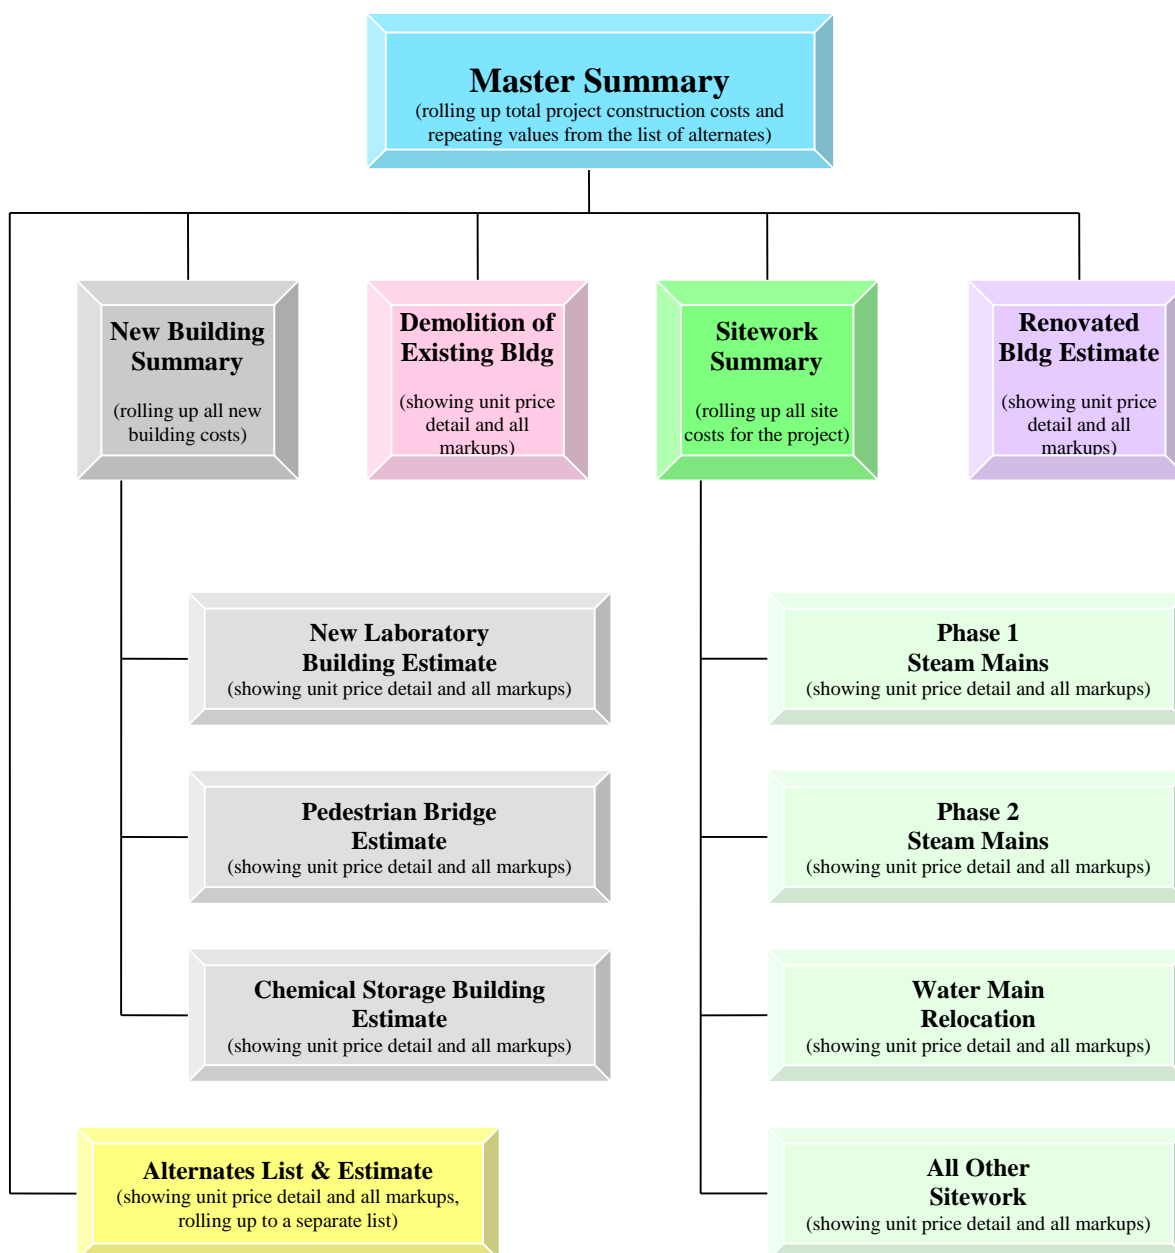 Master Summary
(rolling up total project construction costs and
repeating values from the list of alternates)
New Building
Summary
(rolling up all new
building costs)
Demolition of
Existing Bldg
(showing unit price
detail and all
markups)
Sitework
Summary
(rolling up all site
costs for the project)
Renovated
Bldg Estimate
(showing unit price
detail and all
markups)
New Laboratory
Building Estimate
(showing unit price detail and all markups)
Pedestrian Bridge
Estimate
(showing unit price detail and all markups)
Chemical Storage Building
Estimate
(showing unit price detail and all markups)
Phase 1
Steam Mains
(showing unit price detail and all markups)
Phase 2
Steam Mains
(showing unit price detail and all markups)
Water Main
Relocation
(showing unit price detail and all markups)
All Other
Sitework
(showing unit price detail and all markups)
Alternates List & Estimate
(showing unit price detail and all markups,
rolling up to a separate list)